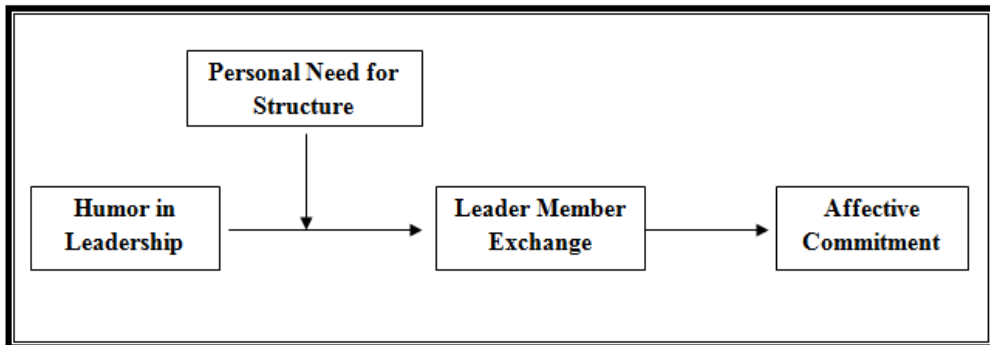 Personal Need for
Structure
Humor in
Leadership
Leader Member
Exchange
Affective
Commitment